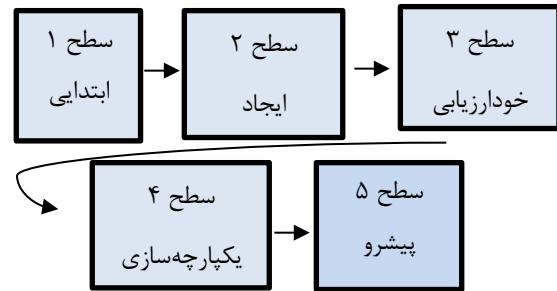 سطح ۱
ابتدایی
سطح ۲
ایجاد
سطح ۳
خودارزیابی
سطح ۴
یکپارچه‌سازی
سطح ۵
پیشرو